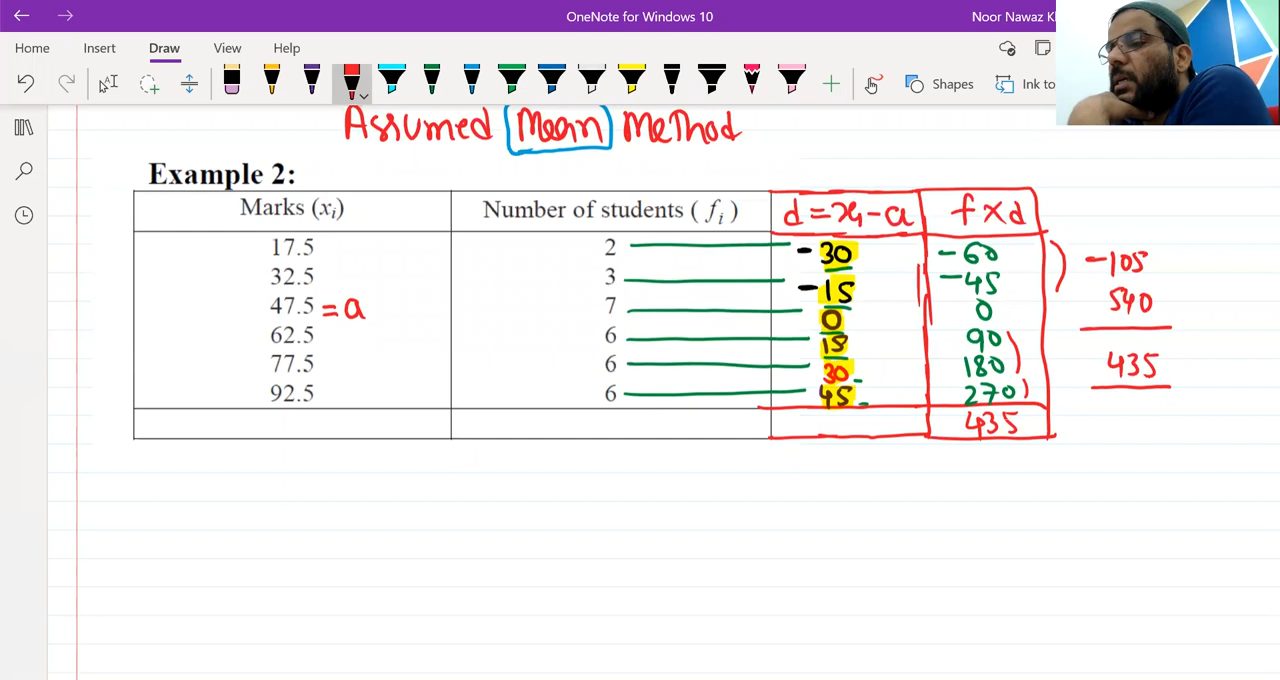 OneNote for Windows 10
Noor Nawaz Kh
Home Insert Draw View Help
Shapes Ink to
Assumed Mean Method
Example 2:
Marks (xi) Number of students ( fi ) d = xi - a f × d
17.5 2 -30 -60
32.5 3 -15 -45
47.5 = a 7 0 0
62.5 6 15 90
77.5 6 30 180
92.5 6 45 270
435
-105
540
435